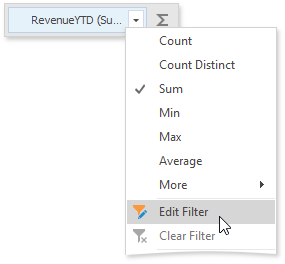 RevenueYTD (Su... Σ
Count
Count Distinct
Sum
Min
Max
Average
More
Edit Filter
Clear Filter